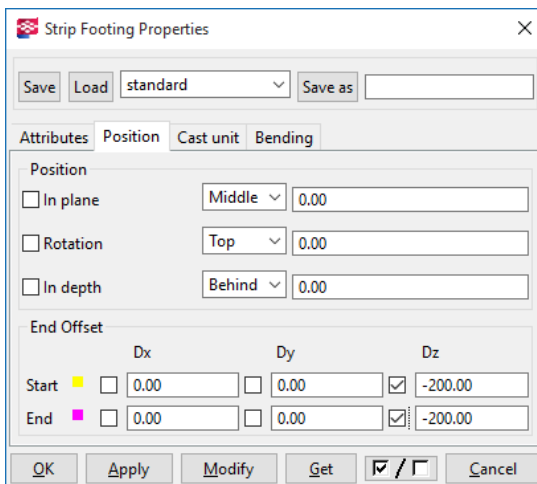 Strip Footing Properties
Save Load standard Save as
Attributes Position Cast unit Bending
Position
In plane Middle 0.00
Rotation Top 0.00
In depth Behind 0.00
End Offset
Dx Dy Dz
Start 0.00 0.00 -200.00
End 0.00 0.00 -200.00
OK Apply Modify Get / Cancel